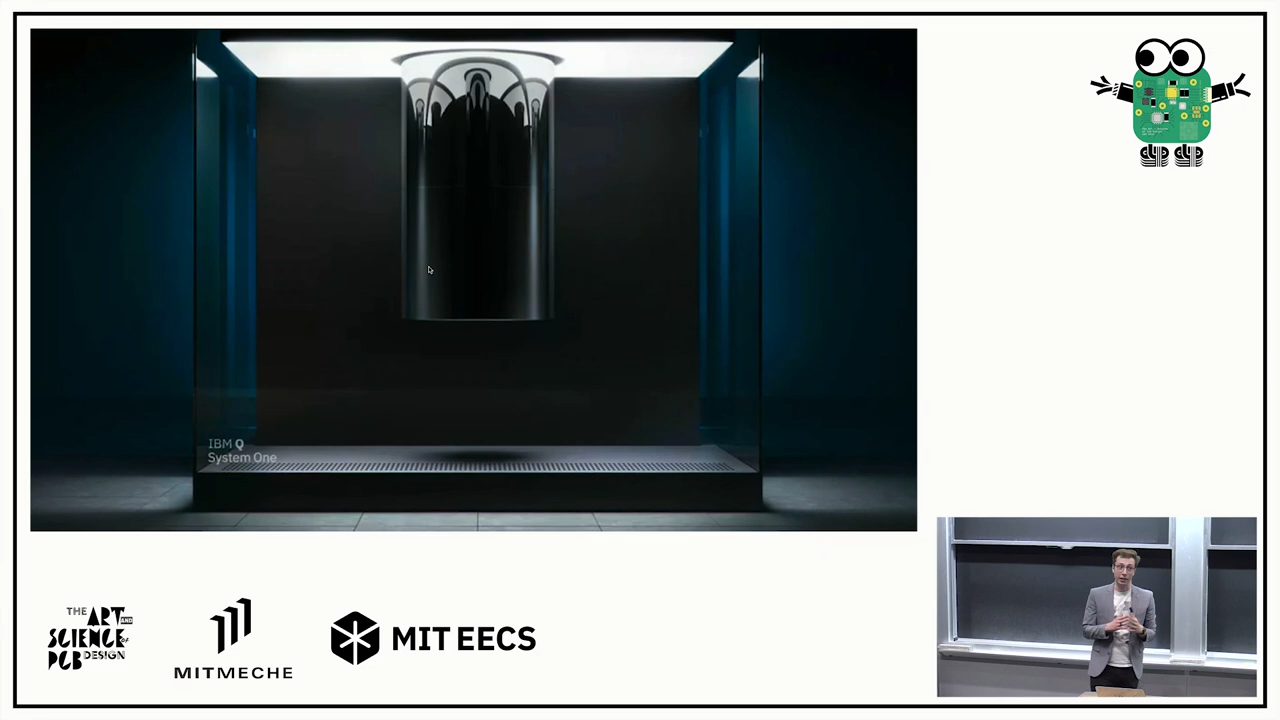 IBM Q
System One
THE ART AND
SCIENCE OF
PCB DESIGN
MITMECHE
MIT EECS